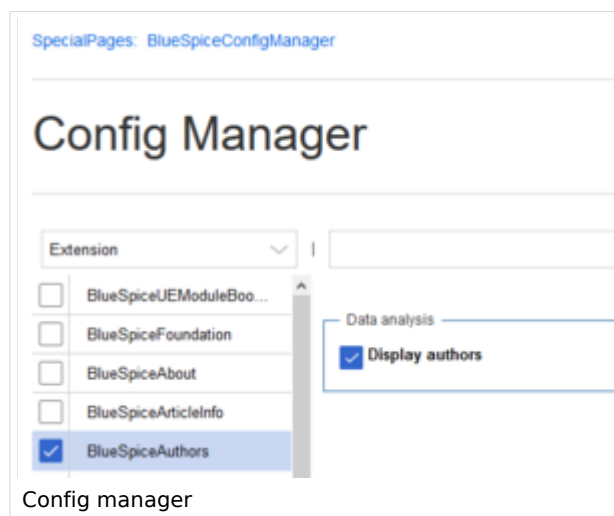 SpecialPages: BlueSpiceConfigManager
Config Manager
Extension |
BlueSpiceUEModuleBoo...
Data analysis
BlueSpiceFoundation
Display authors
BlueSpiceAbout
BlueSpiceArticleInfo
BlueSpiceAuthors
Config manager